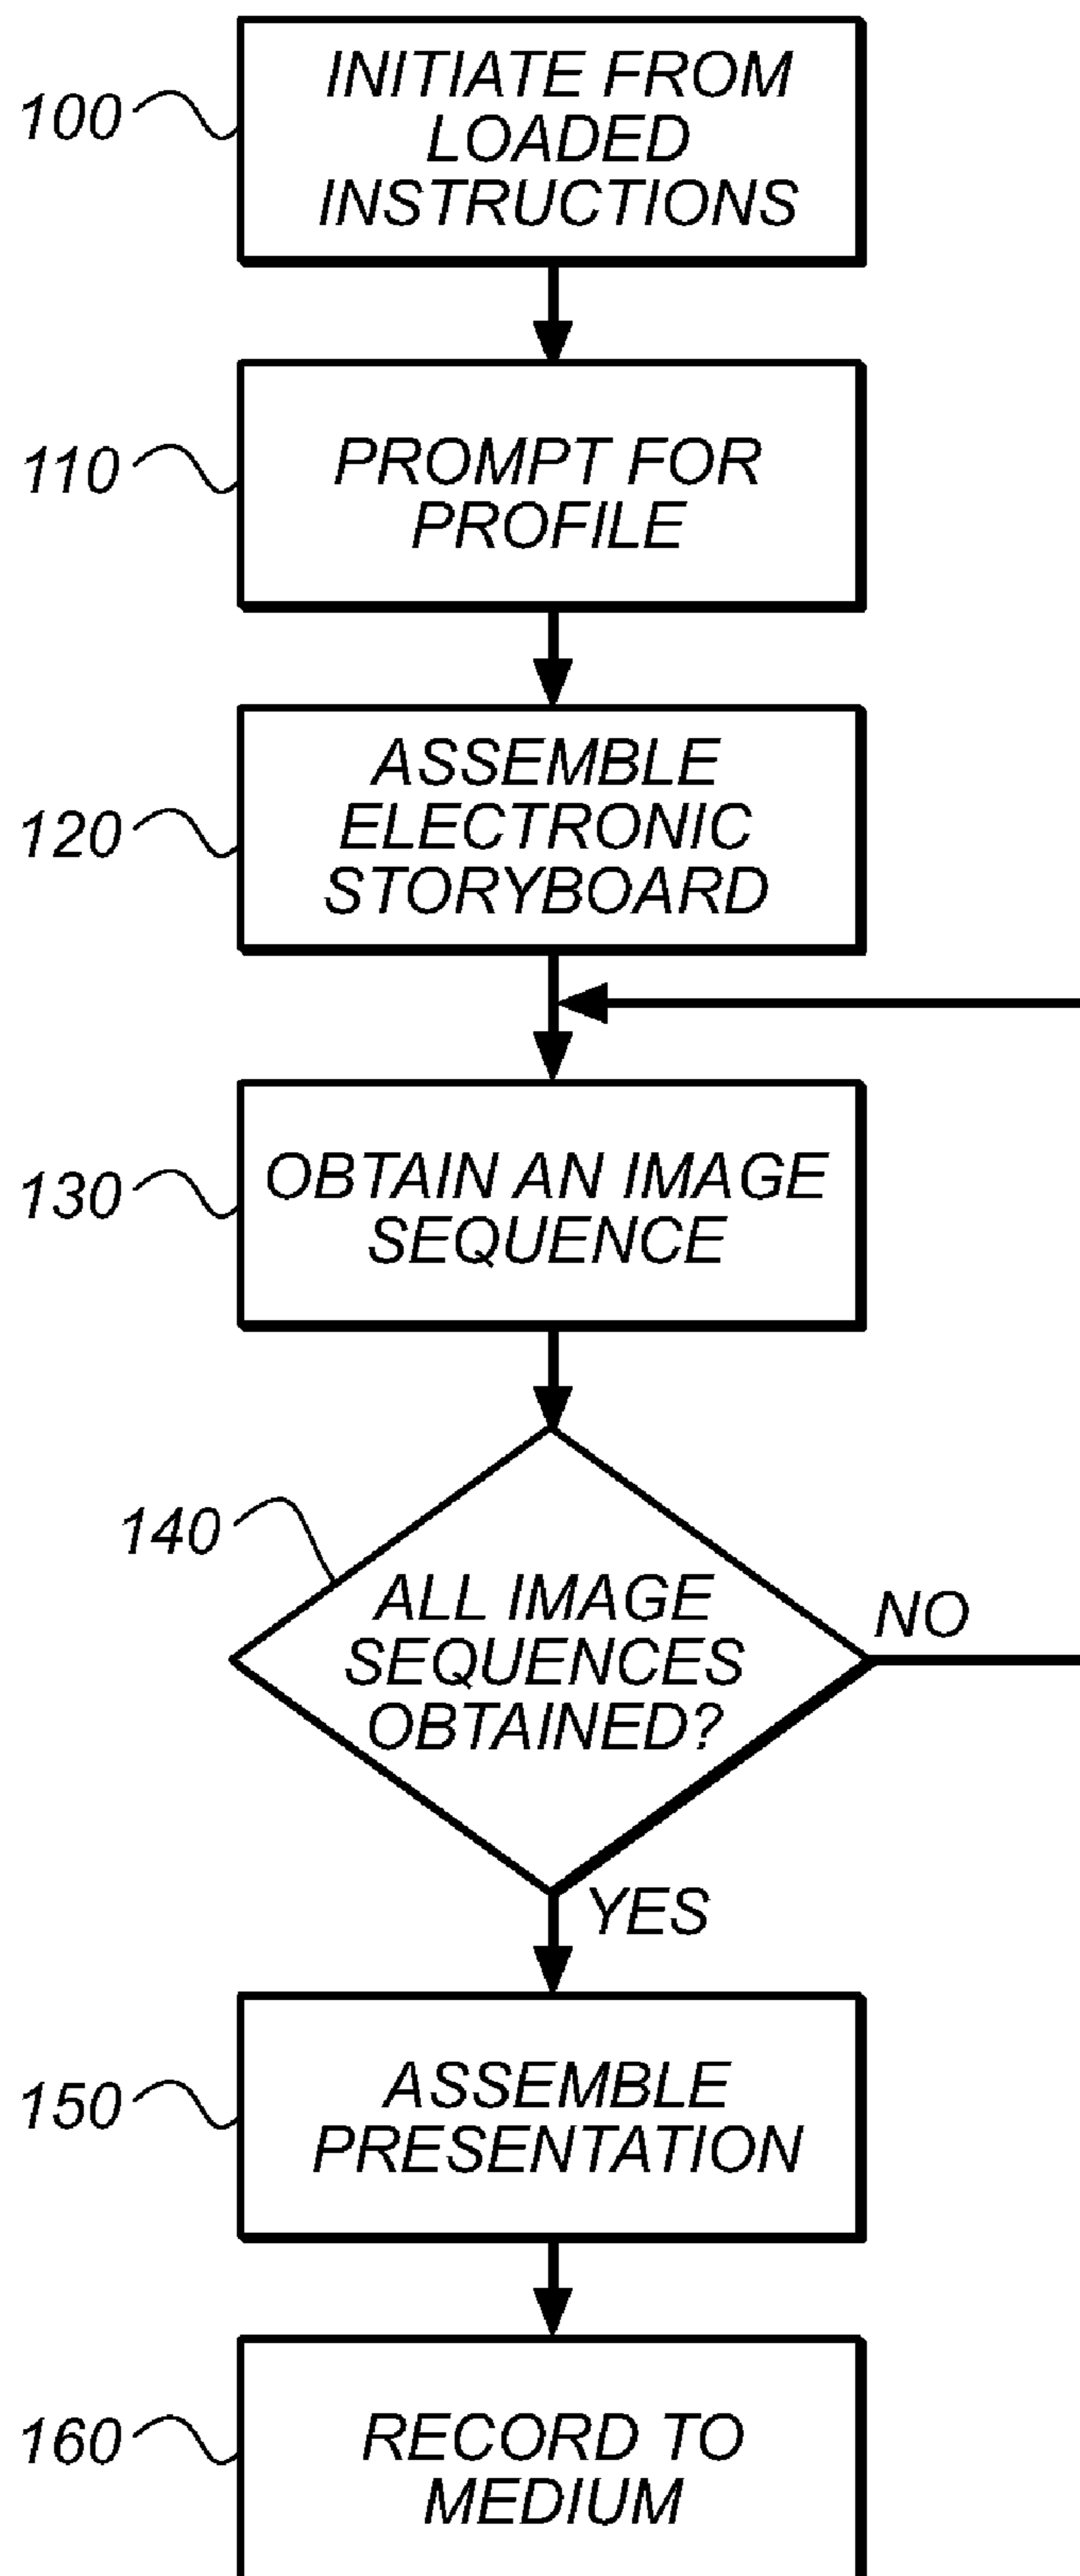 100
INITIATE FROM
LOADED
INSTRUCTIONS
110
PROMPT FOR
PROFILE
120
ASSEMBLE
ELECTRONIC
STORYBOARD
130
OBTAIN AN IMAGE
SEQUENCE
140
ALL IMAGE
SEQUENCES
OBTAINED?
NO
YES
150
ASSEMBLE
PRESENTATION
160
RECORD TO
MEDIUM